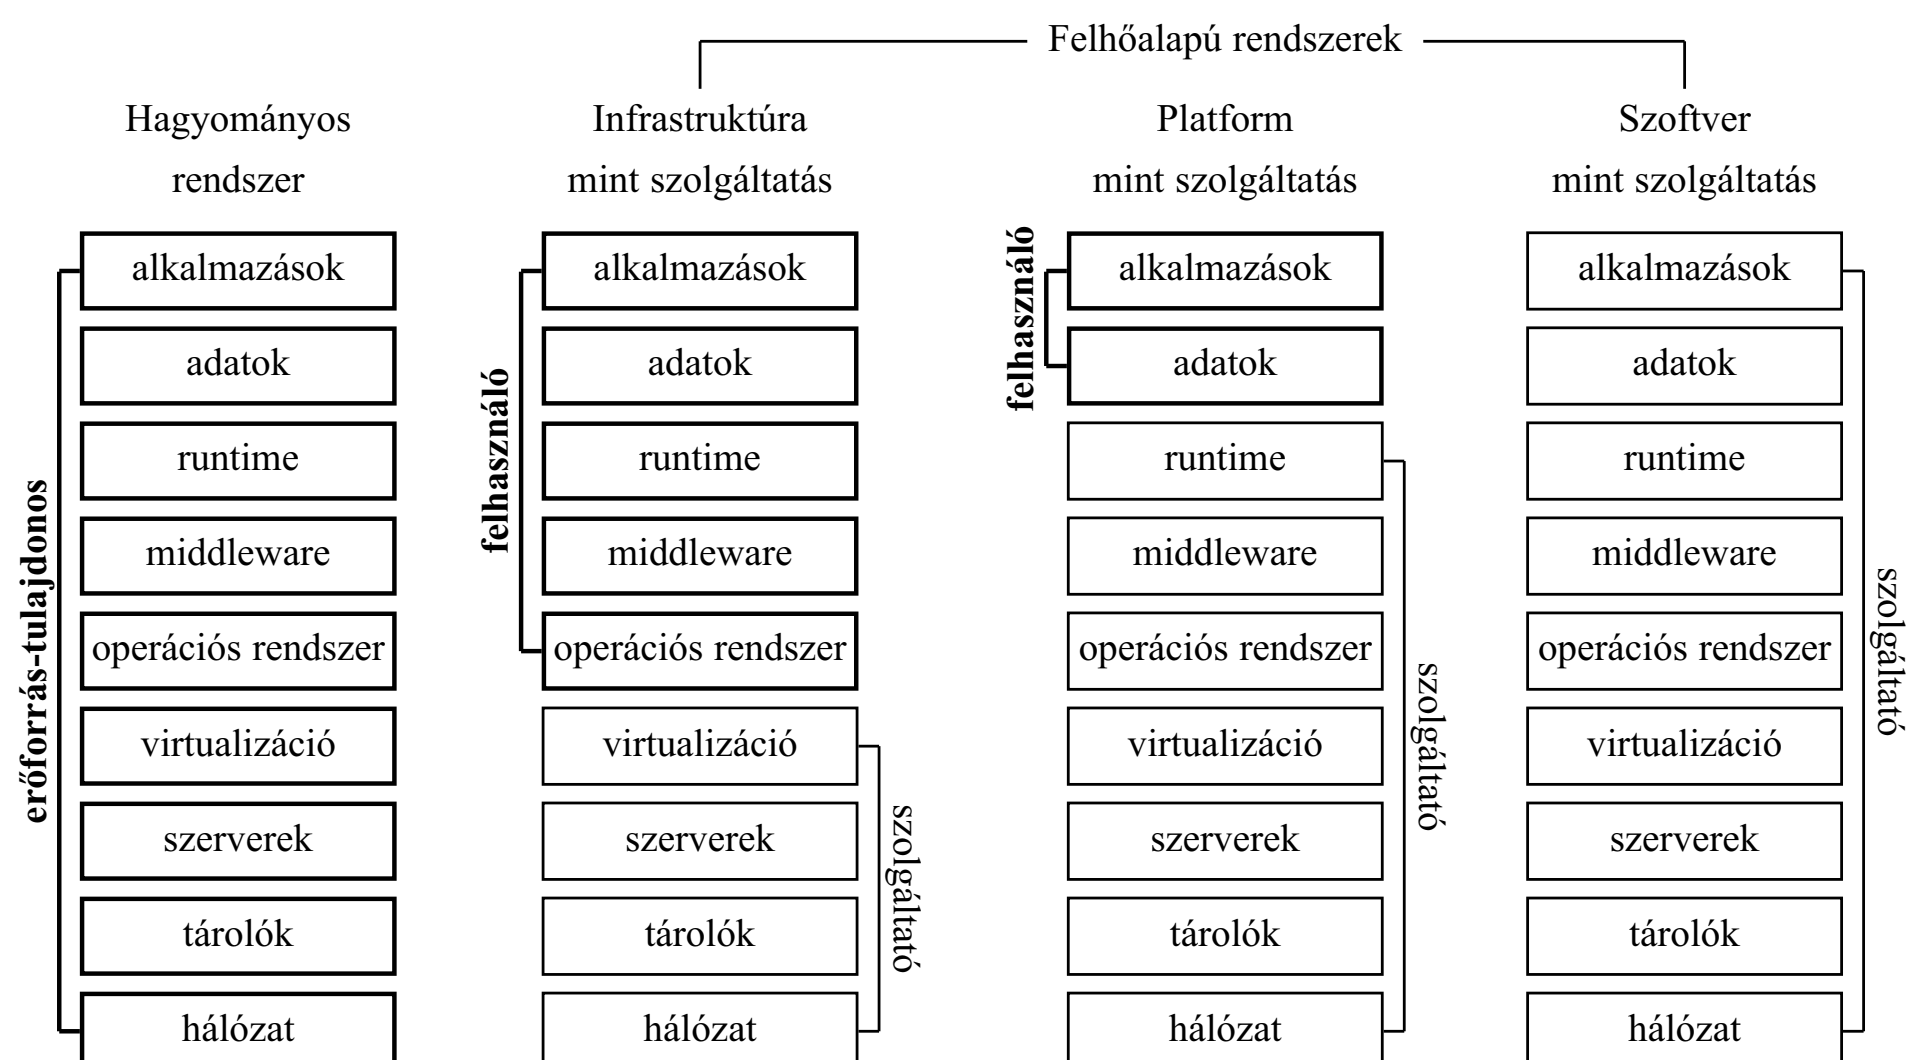 Felhőalapú rendszerek
Hagyományos
rendszer
erőforrás-tulajdonos
alkalmazások
adatok
runtime
middleware
operációs rendszer
virtualizáció
szerverek
tárolók
hálózat
Infrastruktúra
mint szolgáltatás
felhasználó
alkalmazások
adatok
runtime
middleware
operációs rendszer
virtualizáció
szerverek
tárolók
hálózat
szolgáltató
Platform
mint szolgáltatás
felhasználó
alkalmazások
adatok
runtime
middleware
operációs rendszer
virtualizáció
szerverek
tárolók
hálózat
szolgáltató
Szoftver
mint szolgáltatás
alkalmazások
adatok
runtime
middleware
operációs rendszer
virtualizáció
szerverek
tárolók
hálózat
szolgáltató